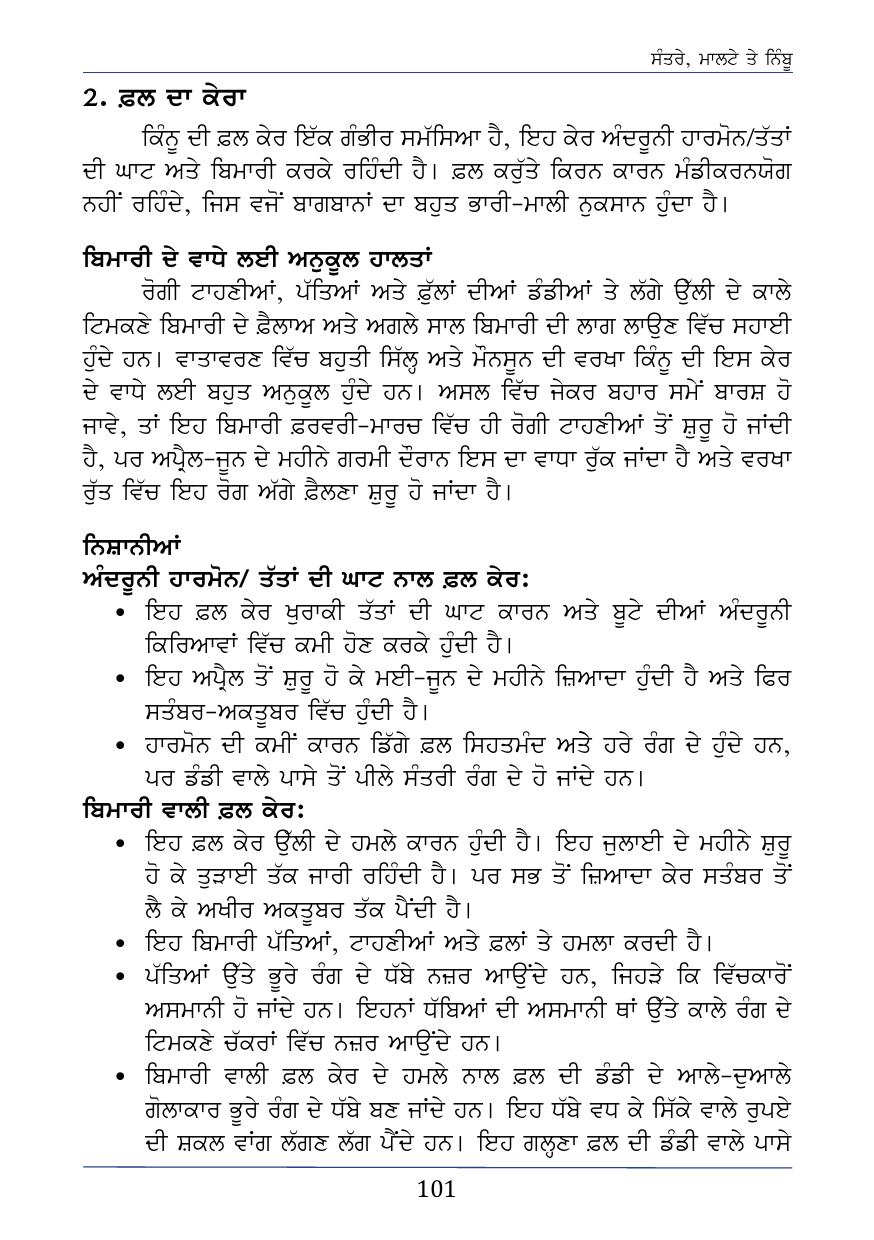 ਸੰਤਰੇ, ਮਾਲਟੇ ਤੇ ਨਿੰਬੂ
2. ਫ਼ਲ ਦਾ ਕੇਰਾ
ਕਿੰਨੂ ਦੀ ਫ਼ਲ ਕੇਰ ਇੱਕ ਗੰਭੀਰ ਸਮੱਸਿਆ ਹੈ, ਇਹ ਕੇਰ ਅੰਦਰੂਨੀ ਹਾਰਮੋਨ/ਤੱਤਾਂ
ਦੀ ਘਾਟ ਅਤੇ ਬਿਮਾਰੀ ਕਰਕੇ ਰਹਿੰਦੀ ਹੈ। ਫ਼ਲ ਕਰੁੱਤੇ ਕਿਰਨ ਕਾਰਨ ਮੰਡੀਕਰਨਯੋਗ
ਨਹੀਂ ਰਹਿੰਦੇ, ਜਿਸ ਵਜੋਂ ਬਾਗਬਾਨਾਂ ਦਾ ਬਹੁਤ ਭਾਰੀ-ਮਾਲੀ ਨੁਕਸਾਨ ਹੁੰਦਾ ਹੈ।
ਬਿਮਾਰੀ ਦੇ ਵਾਧੇ ਲਈ ਅਨੁਕੂਲ ਹਾਲਤਾਂ
ਰੋਗੀ ਟਾਹਣੀਆਂ, ਪੱਤਿਆਂ ਅਤੇ ਫ਼ੁੱਲਾਂ ਦੀਆਂ ਡੰਡੀਆਂ ਤੇ ਲੱਗੇ ਉੱਲੀ ਦੇ ਕਾਲੇ
ਟਿਮਕਣੇ ਬਿਮਾਰੀ ਦੇ ਫ਼ੈਲਾਅ ਅਤੇ ਅਗਲੇ ਸਾਲ ਬਿਮਾਰੀ ਦੀ ਲਾਗ ਲਾਉਣ ਵਿੱਚ ਸਹਾਈ
ਹੁੰਦੇ ਹਨ। ਵਾਤਾਵਰਣ ਵਿੱਚ ਬਹੁਤੀ ਸਿੱਲ੍ਹ ਅਤੇ ਮੌਨਸੂਨ ਦੀ ਵਰਖਾ ਕਿੰਨੂ ਦੀ ਇਸ ਕੇਰ
ਦੇ ਵਾਧੇ ਲਈ ਬਹੁਤ ਅਨੁਕੂਲ ਹੁੰਦੇ ਹਨ। ਅਸਲ ਵਿੱਚ ਜੇਕਰ ਬਹਾਰ ਸਮੇਂ ਬਾਰਸ਼ ਹੋ
ਜਾਵੇ, ਤਾਂ ਇਹ ਬਿਮਾਰੀ ਫ਼ਰਵਰੀ-ਮਾਰਚ ਵਿੱਚ ਹੀ ਰੋਗੀ ਟਾਹਣੀਆਂ ਤੋਂ ਸ਼ੁਰੂ ਹੋ ਜਾਂਦੀ
ਹੈ, ਪਰ ਅਪ੍ਰੈਲ-ਜੂਨ ਦੇ ਮਹੀਨੇ ਗਰਮੀ ਦੌਰਾਨ ਇਸ ਦਾ ਵਾਧਾ ਰੁੱਕ ਜਾਂਦਾ ਹੈ ਅਤੇ ਵਰਖਾ
ਰੁੱਤ ਵਿੱਚ ਇਹ ਰੋਗ ਅੱਗੇ ਫ਼ੈਲਣਾ ਸ਼ੁਰੂ ਹੋ ਜਾਂਦਾ ਹੈ।
ਨਿਸ਼ਾਨੀਆਂ
ਅੰਦਰੂਨੀ ਹਾਰਮੋਨ/ ਤੱਤਾਂ ਦੀ ਘਾਟ ਨਾਲ ਫ਼ਲ ਕੇਰ:
• ਇਹ ਫ਼ਲ ਕੇਰ ਖੁਰਾਕੀ ਤੱਤਾਂ ਦੀ ਘਾਟ ਕਾਰਨ ਅਤੇ ਬੂਟੇ ਦੀਆਂ ਅੰਦਰੂਨੀ
ਕਿਰਿਆਵਾਂ ਵਿੱਚ ਕਮੀ ਹੋਣ ਕਰਕੇ ਹੁੰਦੀ ਹੈ।
• ਇਹ ਅਪ੍ਰੈਲ ਤੋਂ ਸ਼ੁਰੂ ਹੋ ਕੇ ਮਈ-ਜੂਨ ਦੇ ਮਹੀਨੇ ਜ਼ਿਆਦਾ ਹੁੰਦੀ ਹੈ ਅਤੇ ਫਿਰ
ਸਤੰਬਰ-ਅਕਤੂਬਰ ਵਿੱਚ ਹੁੰਦੀ ਹੈ।
• ਹਾਰਮੋਨ ਦੀ ਕਮੀਂ ਕਾਰਨ ਡਿੱਗੇ ਫ਼ਲ ਸਿਹਤਮੰਦ ਅਤੇ ਹਰੇ ਰੰਗ ਦੇ ਹੁੰਦੇ ਹਨ,
ਪਰ ਡੰਡੀ ਵਾਲੇ ਪਾਸੇ ਤੋਂ ਪੀਲੇ ਸੰਤਰੀ ਰੰਗ ਦੇ ਹੋ ਜਾਂਦੇ ਹਨ।
ਬਿਮਾਰੀ ਵਾਲੀ ਫ਼ਲ ਕੇਰ:
• ਇਹ ਫ਼ਲ ਕੇਰ ਉੱਲੀ ਦੇ ਹਮਲੇ ਕਾਰਨ ਹੁੰਦੀ ਹੈ। ਇਹ ਜੁਲਾਈ ਦੇ ਮਹੀਨੇ ਸ਼ੁਰੂ
ਹੋ ਕੇ ਤੁੜਾਈ ਤੱਕ ਜਾਰੀ ਰਹਿੰਦੀ ਹੈ। ਪਰ ਸਭ ਤੋਂ ਜ਼ਿਆਦਾ ਕੇਰ ਸਤੰਬਰ ਤੋਂ
ਲੈ ਕੇ ਅਖੀਰ ਅਕਤੂਬਰ ਤੱਕ ਪੈਂਦੀ ਹੈ।
• ਇਹ ਬਿਮਾਰੀ ਪੱਤਿਆਂ, ਟਾਹਣੀਆਂ ਅਤੇ ਫ਼ਲਾਂ ਤੇ ਹਮਲਾ ਕਰਦੀ ਹੈ।
• ਪੱਤਿਆਂ ਉੱਤੇ ਭੂਰੇ ਰੰਗ ਦੇ ਧੱਬੇ ਨਜ਼ਰ ਆਉਂਦੇ ਹਨ, ਜਿਹੜੇ ਕਿ ਵਿੱਚਕਾਰੋਂ
ਅਸਮਾਨੀ ਹੋ ਜਾਂਦੇ ਹਨ। ਇਹਨਾਂ ਧੱਬਿਆਂ ਦੀ ਅਸਮਾਨੀ ਥਾਂ ਉੱਤੇ ਕਾਲੇ ਰੰਗ ਦੇ
ਟਿਮਕਣੇ ਚੱਕਰਾਂ ਵਿੱਚ ਨਜ਼ਰ ਆਉਂਦੇ ਹਨ।
• ਬਿਮਾਰੀ ਵਾਲੀ ਫ਼ਲ ਕੇਰ ਦੇ ਹਮਲੇ ਨਾਲ ਫ਼ਲ ਦੀ ਡੰਡੀ ਦੇ ਆਲੇ-ਦੁਆਲੇ
ਗੋਲਾਕਾਰ ਭੂਰੇ ਰੰਗ ਦੇ ਧੱਬੇ ਬਣ ਜਾਂਦੇ ਹਨ। ਇਹ ਧੱਬੇ ਵਧ ਕੇ ਸਿੱਕੇ ਵਾਲੇ ਰੁਪਏ
ਦੀ ਸ਼ਕਲ ਵਾਂਗ ਲੱਗਣ ਲੱਗ ਪੈਂਦੇ ਹਨ। ਇਹ ਗਲ੍ਹਣਾ ਫ਼ਲ ਦੀ ਡੰਡੀ ਵਾਲੇ ਪਾਸੇ
101